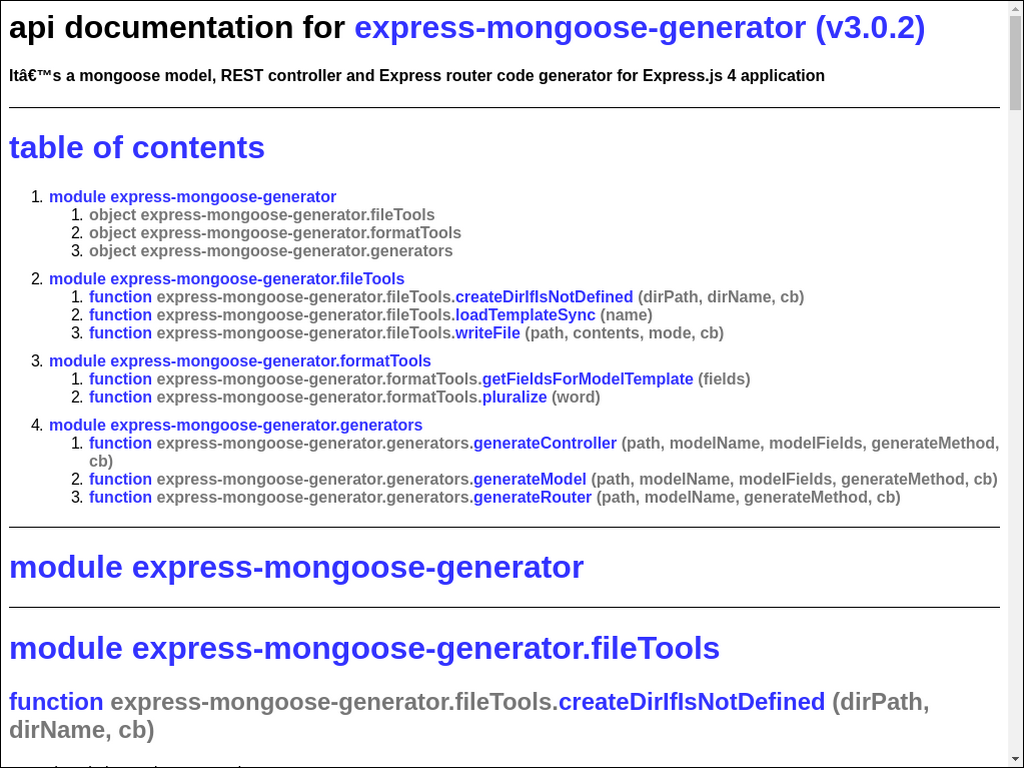 api documentation for express-mongoose-generator (v3.0.2)
Itâ€™s a mongoose model, REST controller and Express router code generator for Express.js 4 application
table of contents
1. module express-mongoose-generator
1. object express-mongoose-generator.fileTools
2. object express-mongoose-generator.formatTools
3. object express-mongoose-generator.generators
2. module express-mongoose-generator.fileTools
1. function express-mongoose-generator.fileTools.createDirIfIsNotDefined (dirPath, dirName, cb)
2. function express-mongoose-generator.fileTools.loadTemplateSync (name)
3. function express-mongoose-generator.fileTools.writeFile (path, contents, mode, cb)
3. module express-mongoose-generator.formatTools
1. function express-mongoose-generator.formatTools.getFieldsForModelTemplate (fields)
2. function express-mongoose-generator.formatTools.pluralize (word)
4. module express-mongoose-generator.generators
1. function express-mongoose-generator.generators.generateController (path, modelName, modelFields, generateMethod,
cb)
2. function express-mongoose-generator.generators.generateModel (path, modelName, modelFields, generateMethod, cb)
3. function express-mongoose-generator.generators.generateRouter (path, modelName, generateMethod, cb)
module express-mongoose-generator
module express-mongoose-generator.fileTools
function express-mongoose-generator.fileTools.createDirIfIsNotDefined (dirPath,
dirName, cb)